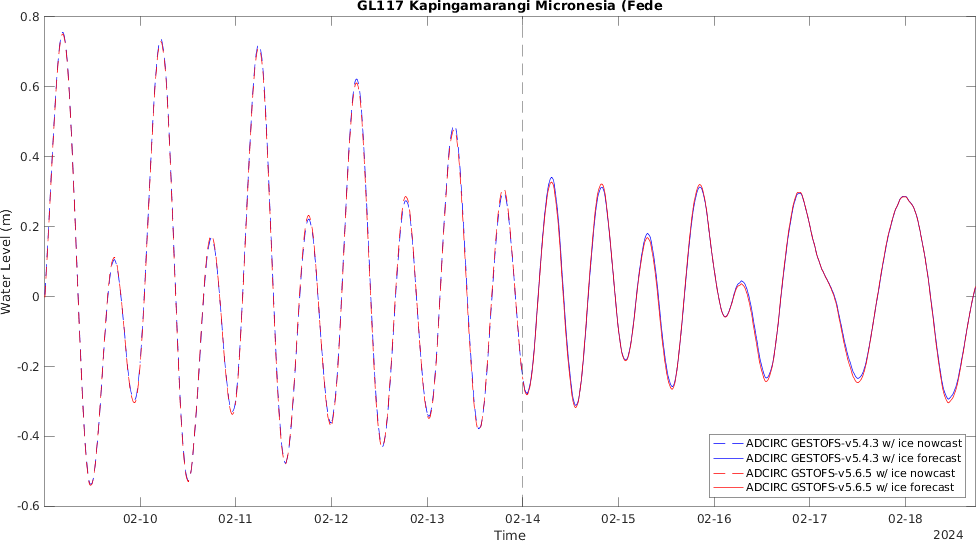 GL117 Kapingamarangi Micronesia (Fede
0.8
0.6
0.4
0.2
0
-0.2
-0.4
-0.6
Water Level (m)
02-10 02-11 02-12 02-13 02-14 02-15 02-16 02-17 02-18
Time
2024
ADCIRC GESTOFS-v5.4.3 w/ ice nowcast
ADCIRC GESTOFS-v5.4.3 w/ ice forecast
ADCIRC GSTOFS-v5.6.5 w/ ice nowcast
ADCIRC GSTOFS-v5.6.5 w/ ice forecast